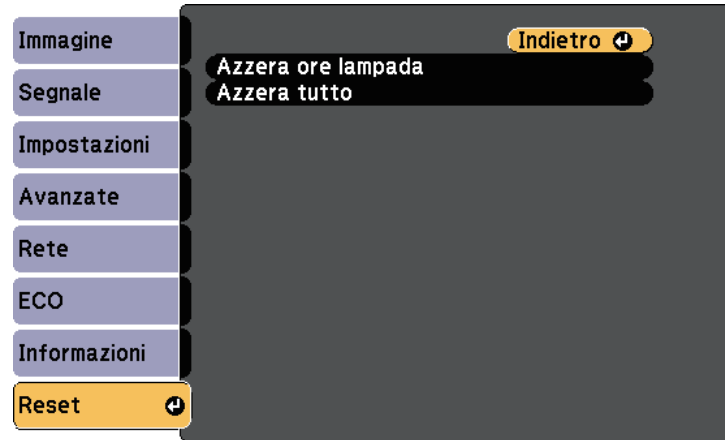 Immagine
Segnale
Impostazioni
Avanzate
Rete
ECO
Informazioni
Reset
Indietro
Azzera ore lampada
Azzera tutto